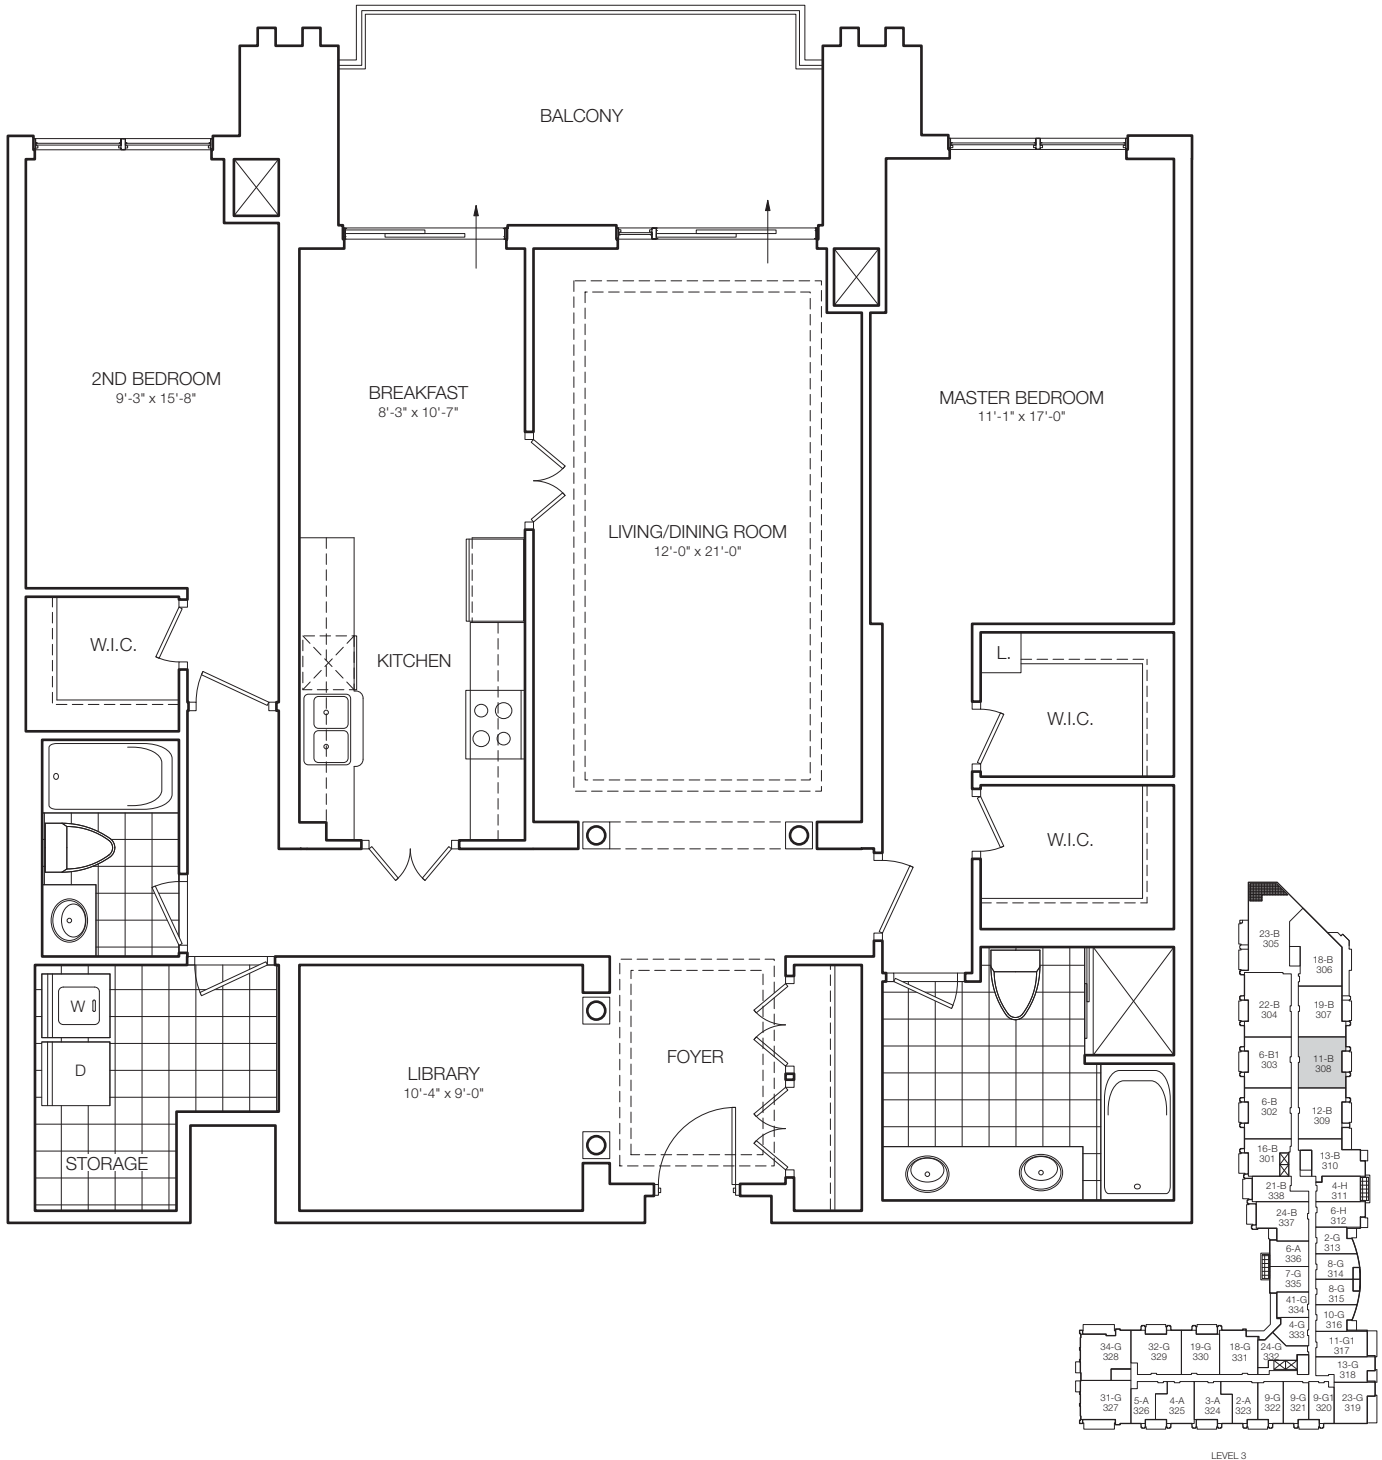 BALCONY
2ND BEDROOM
9'-3" x 15'-8"
BREAKFAST
8'-3" x 10'-7"
MASTER BEDROOM
11'-1" x 17'-0"
LIVING/DINING ROOM
12'-0" x 21'-0"
W.I.C.
KITCHEN
L.
W.I.C.
W.I.C.
W
D
STORAGE
LIBRARY
10'-4" x 9'-0"
FOYER
23-B
305
18-B
306
22-B
304
19-B
307
6-B1
303
11-B
308
6-B
302
12-B
309
16-B
301
13-B
310
21-B
338
4-H
311
24-B
337
6-H
312
6-A
336
2-G
313
7-G
335
8-G
314
41-G
334
8-G
315
4-G
333
10-G
316
34-G
328
32-G
329
19-G
330
18-G
331
24-G
332
11-G1
317
13-G
318
31-G
327
5-A
326
4-A
325
3-A
324
2-A
323
9-G
322
9-G
321
9-G1
320
23-G
319
LEVEL 3